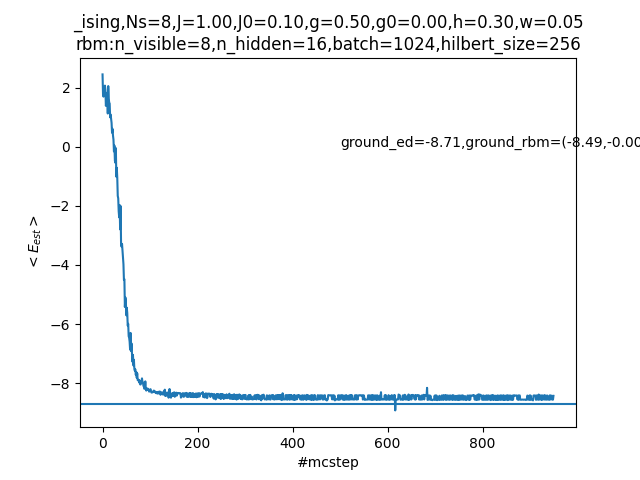 _ising,Ns=8,J=1.00,J0=0.10,g=0.50,g0=0.00,h=0.30,w=0.05
rbm:n_visible=8,n_hidden=16,batch=1024,hilbert_size=256
2
0
−2
−4
−6
−8
< E_est >
ground_ed=-8.71,ground_rbm=(-8.49,-0.00
0 200 400 600 800
#mcstep